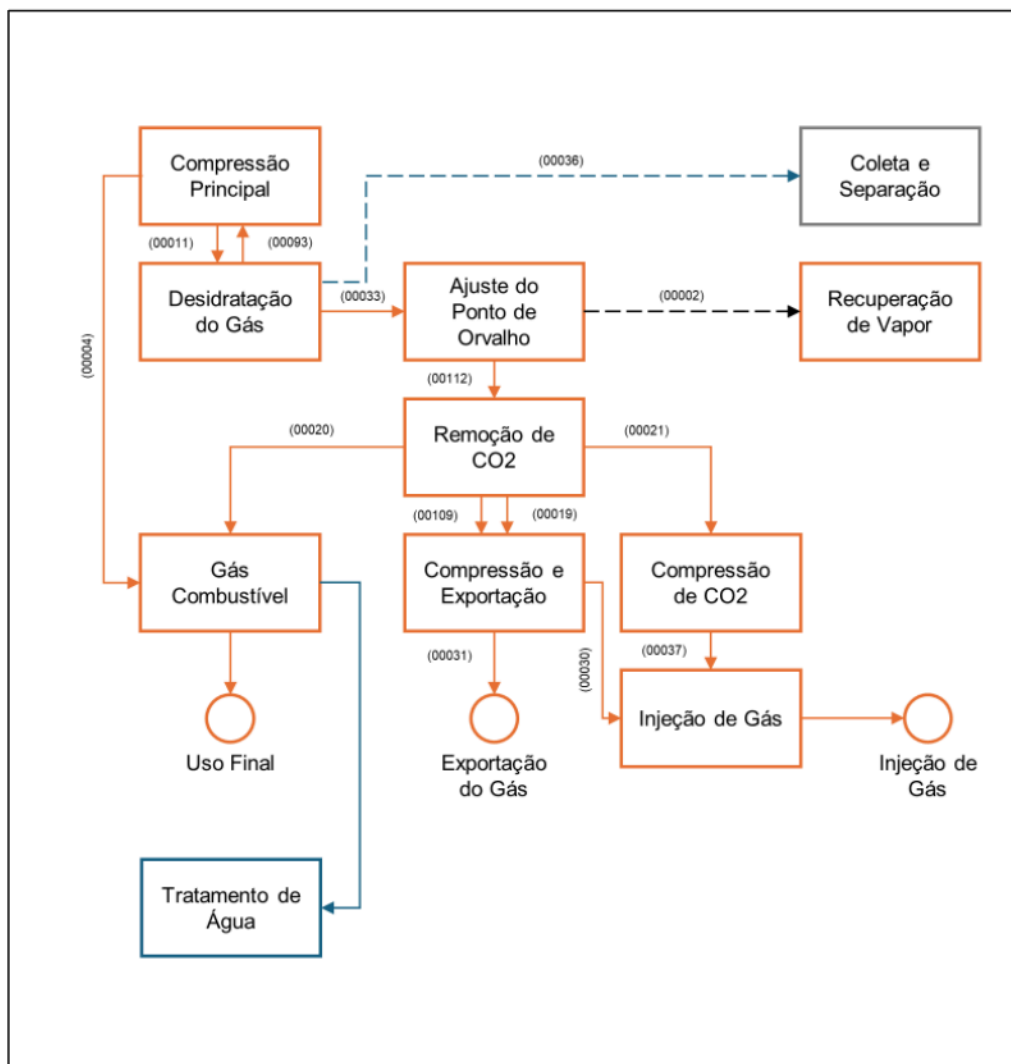 Compressão
Principal
(00036)
Coleta e
Separação
(00011)
(00093)
Desidratação
do Gás
(00033)
Ajuste do
Ponto de
Orvalho
(00002)
Recuperação
de Vapor
(00004)
(00112)
(00020)
Remoção de
CO2
(00021)
(00109)
(00019)
Gás
Combustível
Compressão e
Exportação
Compressão
de CO2
(00031)
(00030)
(00037)
Injeção de Gás
Uso Final
Exportação
do Gás
Injeção de
Gás
Tratamento de
Água